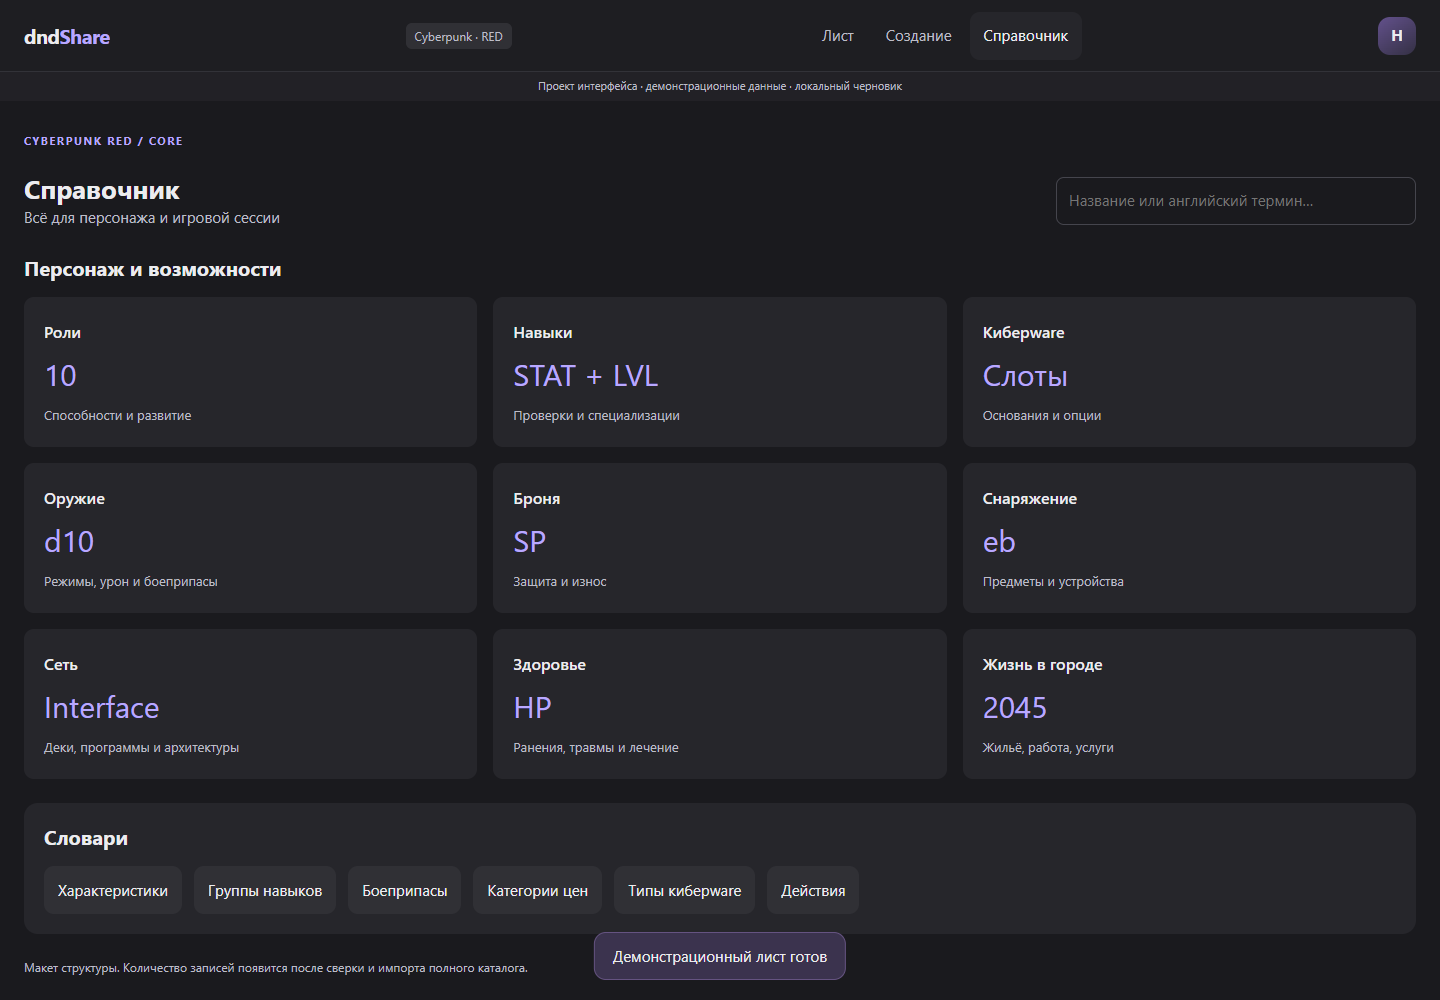 dndShare
Cyberpunk · RED
Лист
Создание
Справочник
H
Проект интерфейса · демонстрационные данные · локальный черновик
CYBERPUNK RED / CORE
Справочник
Всё для персонажа и игровой сессии
Название или английский термин...
Персонаж и возможности
Роли
10
Способности и развитие
Навыки
STAT + LVL
Проверки и специализации
Киберware
Слоты
Основания и опции
Оружие
d10
Режимы, урон и боеприпасы
Броня
SP
Защита и износ
Снаряжение
eb
Предметы и устройства
Сеть
Interface
Деки, программы и архитектуры
Здоровье
HP
Ранения, травмы и лечение
Жизнь в городе
2045
Жильё, работа, услуги
Словари
Характеристики
Группы навыков
Боеприпасы
Категории цен
Типы киберware
Действия
Демонстрационный лист готов
Макет структуры. Количество записей появится после сверки и импорта полного каталога.